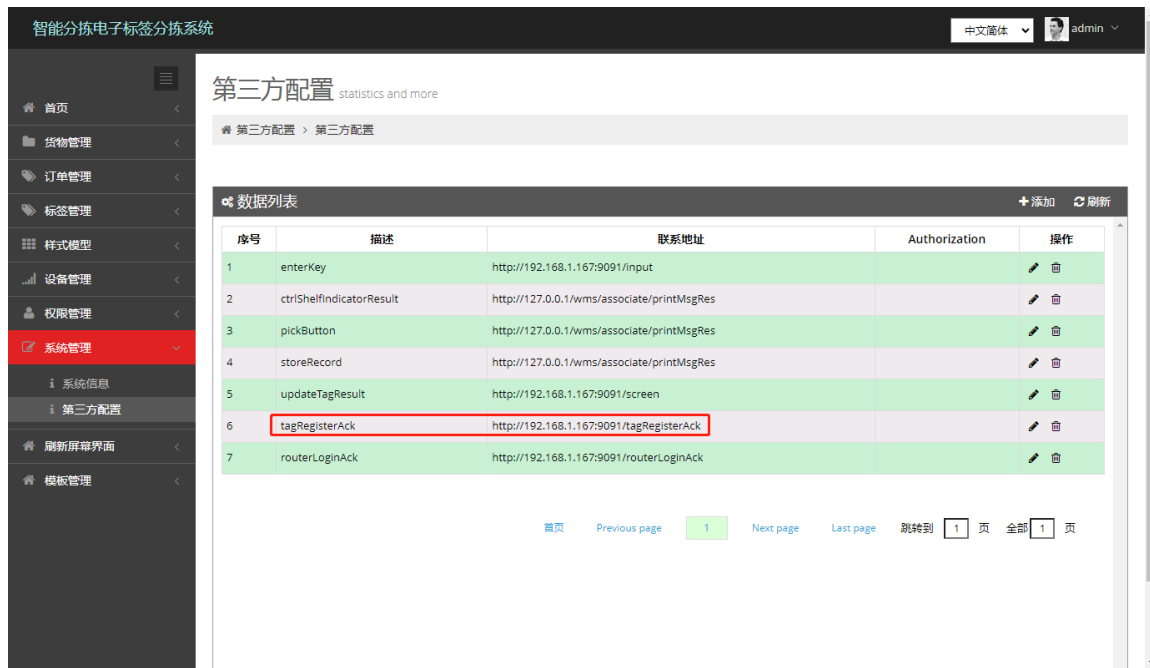 智能分拣电子标签分拣系统
中文简体
admin
首页
货物管理
订单管理
标签管理
样式模型
设备管理
权限管理
系统管理
系统信息
第三方配置
刷新屏幕界面
模板管理
第三方配置 statistics and more
第三方配置 > 第三方配置
数据列表 添加 刷新
序号 描述 联系地址 Authorization 操作
1 enterKey http://192.168.1.167:9091/input
2 ctrlShelfIndicatorResult http://127.0.0.1/wms/associate/printMsgRes
3 pickButton http://127.0.0.1/wms/associate/printMsgRes
4 storeRecord http://127.0.0.1/wms/associate/printMsgRes
5 updateTagResult http://192.168.1.167:9091/screen
6 tagRegisterAck http://192.168.1.167:9091/tagRegisterAck
7 routerLoginAck http://192.168.1.167:9091/routerLoginAck
首页 Previous page 1 Next page Last page 跳转到 1 页 全部 1 页